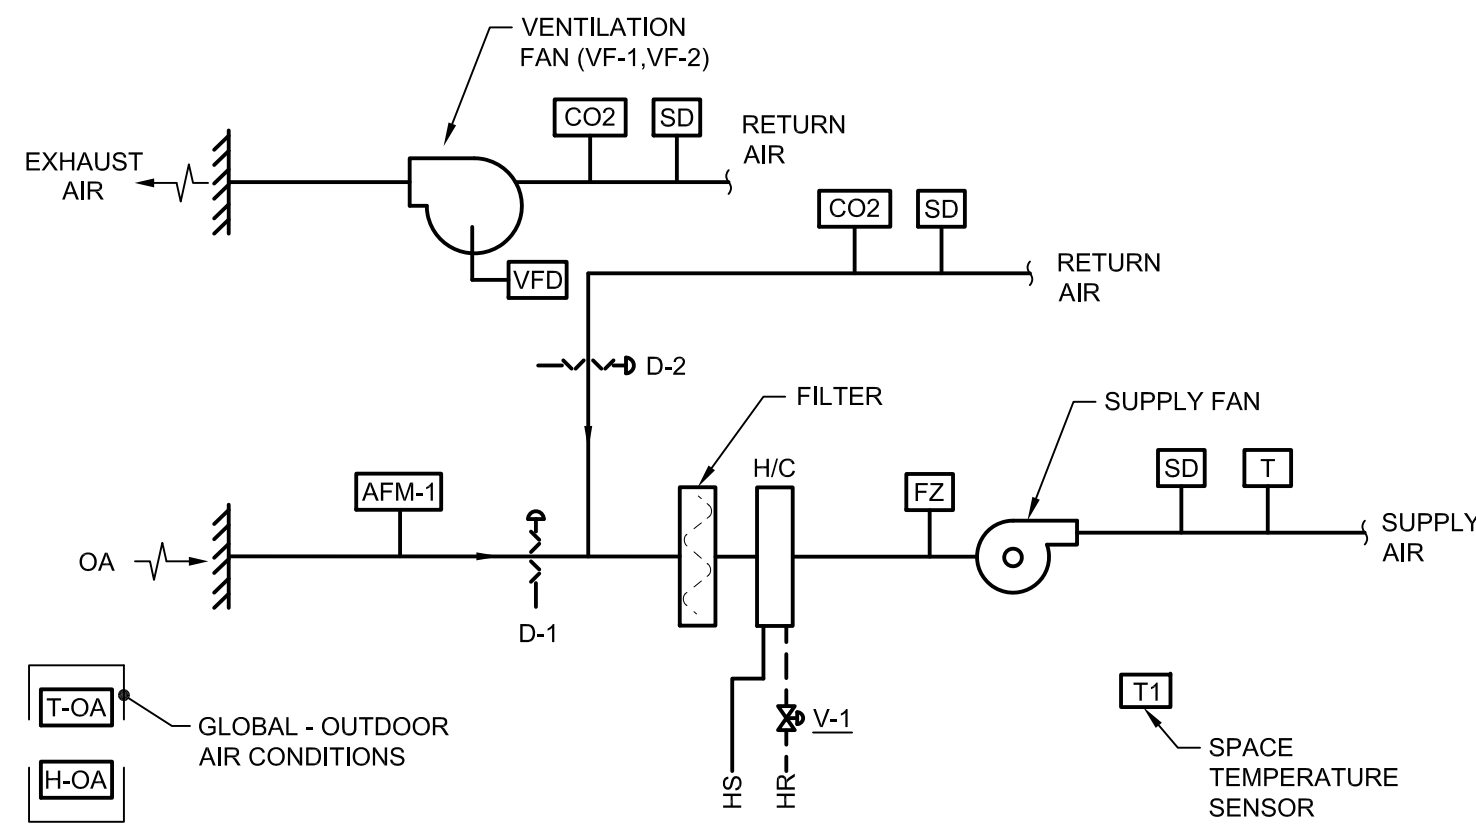 VENTILATION
FAN (VF-1,VF-2)
CO2
SD
RETURN
AIR
EXHAUST
AIR
VFD
CO2
SD
RETURN
AIR
D-2
FILTER
SUPPLY FAN
AFM-1
H/C
FZ
SD
T
SUPPLY
AIR
OA
D-1
T-OA
GLOBAL - OUTDOOR
AIR CONDITIONS
H-OA
V-1
HS
HR
T1
SPACE
TEMPERATURE
SENSOR